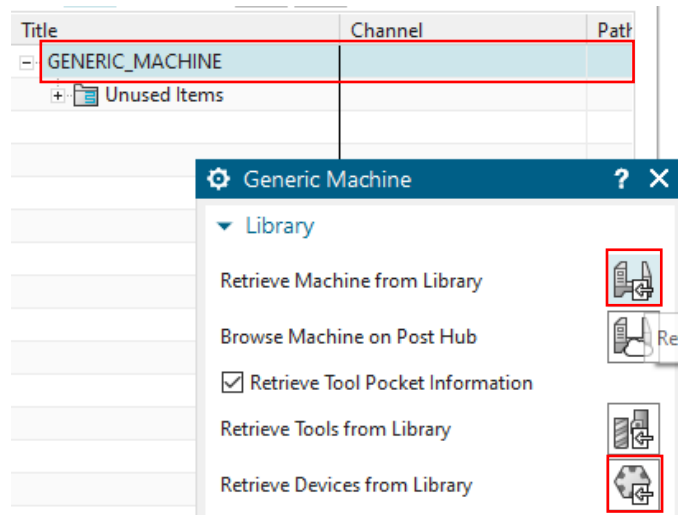 Title Channel Path
GENERIC_MACHINE
Unused Items
Generic Machine ? X
Library
Retrieve Machine from Library
Browse Machine on Post Hub Re
Retrieve Tool Pocket Information
Retrieve Tools from Library
Retrieve Devices from Library